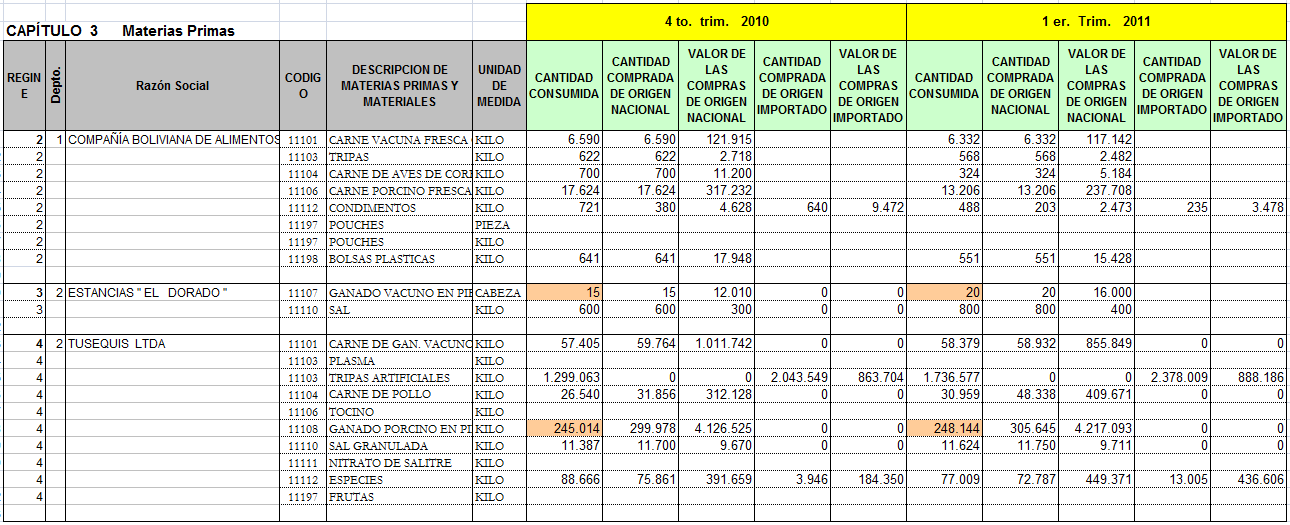 4 to. trim. 2010 1 er. Trim. 2011
CAPÍTULO 3 Materias Primas
REGINE Depto. Razón Social CODIGO DESCRIPCION DE MATERIAS PRIMAS Y MATERIALES UNIDAD DE MEDIDA CANTIDAD CONSUMIDA CANTIDAD COMPRADA DE ORIGEN NACIONAL VALOR DE LAS COMPRAS DE ORIGEN NACIONAL CANTIDAD COMPRADA DE ORIGEN IMPORTADO VALOR DE LAS COMPRAS DE ORIGEN IMPORTADO CANTIDAD CONSUMIDA CANTIDAD COMPRADA DE ORIGEN NACIONAL VALOR DE LAS COMPRAS DE ORIGEN NACIONAL CANTIDAD COMPRADA DE ORIGEN IMPORTADO VALOR DE LAS COMPRAS DE ORIGEN IMPORTADO
2 1 COMPAÑÍA BOLIVIANA DE ALIMENTOS 11101 CARNE VACUNA FRESCA KILO 6.590 6.590 121.915 6.332 6.332 117.142
2 11103 TRIPAS KILO 622 622 2.718 568 568 2.482
2 11104 CARNE DE AVES DE CORI KILO 700 700 11.200 324 324 5.184
2 11106 CARNE PORCINO FRESCA KILO 17.624 17.624 317.232 13.206 13.206 237.708
2 11112 CONDIMENTOS KILO 721 380 4.628 640 9.472 488 203 2.473 235 3.478
2 11197 POUCHES PIEZA
2 11197 POUCHES KILO
2 11198 BOLSAS PLASTICAS KILO 641 641 17.948 551 551 15.428
3 2 ESTANCIAS " EL DORADO " 11107 GANADO VACUNO EN PIE CABEZA 15 15 12.010 0 0 20 20 16.000
3 11110 SAL KILO 600 600 300 0 0 800 800 400
4 2 TUSEQUIS LTDA 11101 CARNE DE GAN. VACUNO KILO 57.405 59.764 1.011.742 0 0 58.379 58.932 855.849 0 0
4 11103 PLASMA KILO
4 11103 TRIPAS ARTIFICIALES KILO 1.299.063 0 0 2.043.549 863.704 1.736.577 0 0 2.378.009 888.186
4 11104 CARNE DE POLLO KILO 26.540 31.856 312.128 0 0 30.959 48.338 409.671 0 0
4 11106 TOCINO KILO
4 11108 GANADO PORCINO EN PI KILO 245.014 299.978 4.126.525 0 0 248.144 305.645 4.217.093 0 0
4 11110 SAL GRANULADA KILO 11.387 11.700 9.670 0 0 11.624 11.750 9.711 0 0
4 11111 NITRATO DE SALITRE KILO
4 11112 ESPECIES KILO 88.666 75.861 391.659 3.946 184.350 77.009 72.787 449.371 13.005 436.606
4 11197 FRUTAS KILO